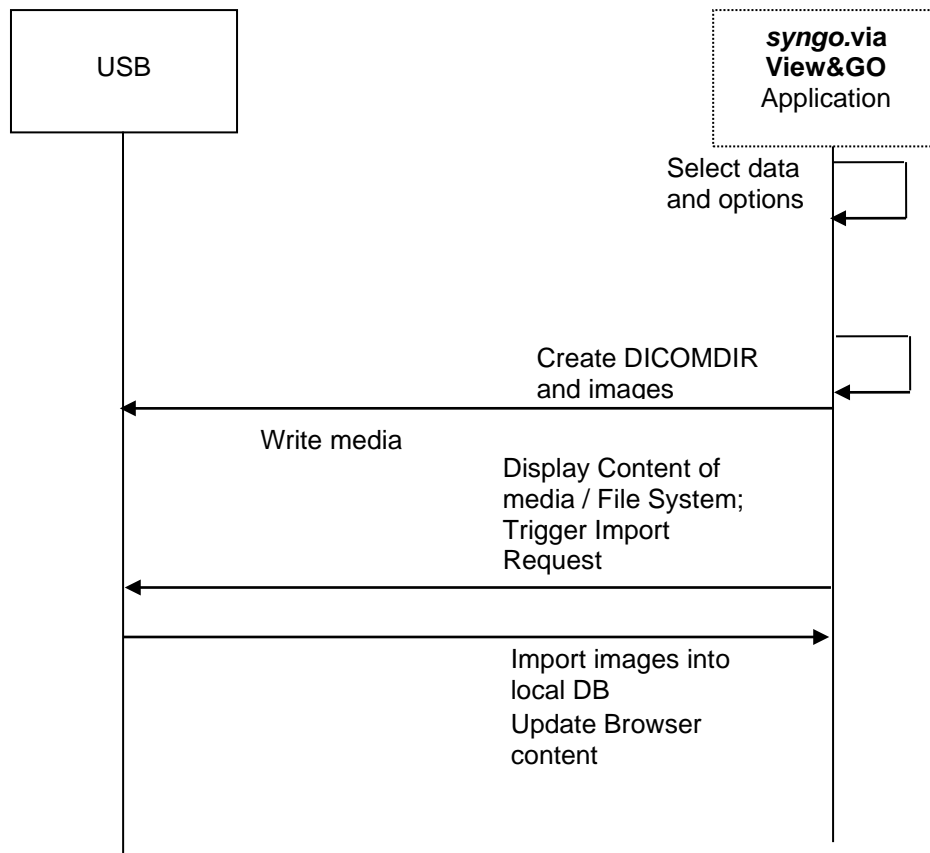 USB
syngo.via
View&GO
Application
Select data
and options
Create DICOMDIR
and images
Write media
Display Content of
media / File System;
Trigger Import
Request
Import images into
local DB
Update Browser
content